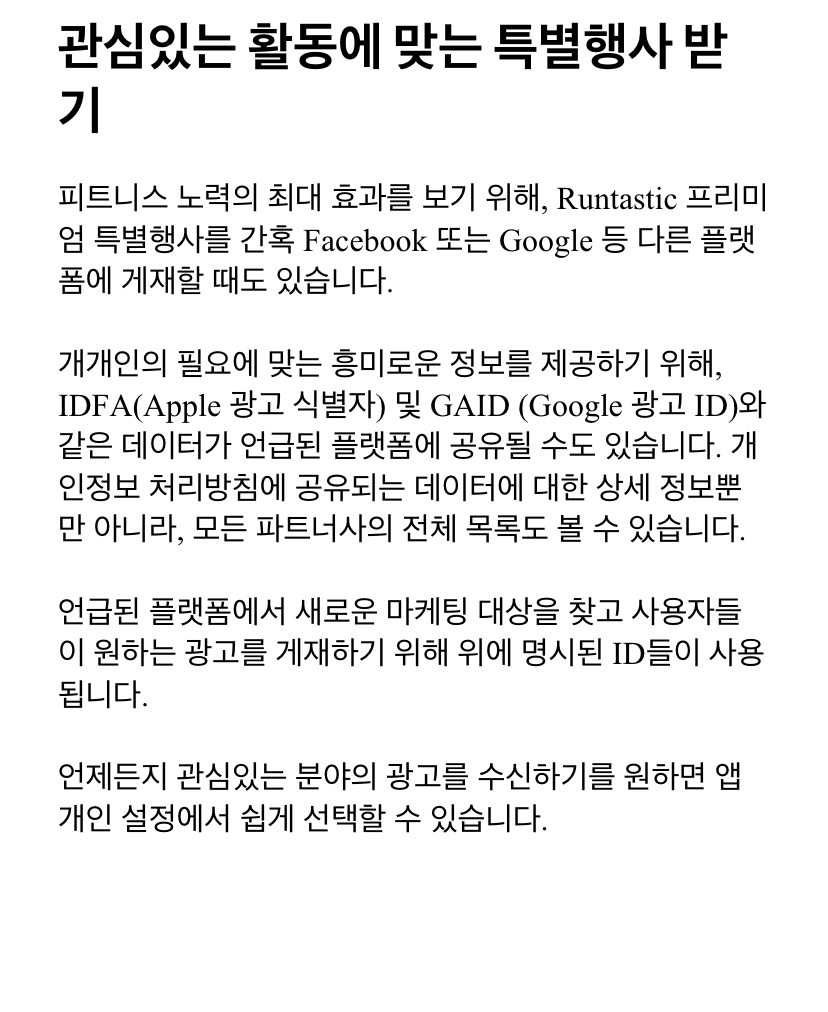 관심있는 활동에 맞는 특별행사 받
기
피트니스 노력의 최대 효과를 보기 위해, Runtastic 프리미
엄 특별행사를 간혹 Facebook 또는 Google 등 다른 플랫
폼에 게재할 때도 있습니다.
개개인의 필요에 맞는 흥미로운 정보를 제공하기 위해,
IDFA(Apple 광고 식별자) 및 GAID (Google 광고 ID)와
같은 데이터가 언급된 플랫폼에 공유될 수도 있습니다. 개
인정보 처리방침에 공유되는 데이터에 대한 상세 정보뿐
만 아니라, 모든 파트너사의 전체 목록도 볼 수 있습니다.
언급된 플랫폼에서 새로운 마케팅 대상을 찾고 사용자들
이 원하는 광고를 게재하기 위해 위에 명시된 ID들이 사용
됩니다.
언제든지 관심있는 분야의 광고를 수신하기를 원하면 앱
개인 설정에서 쉽게 선택할 수 있습니다.